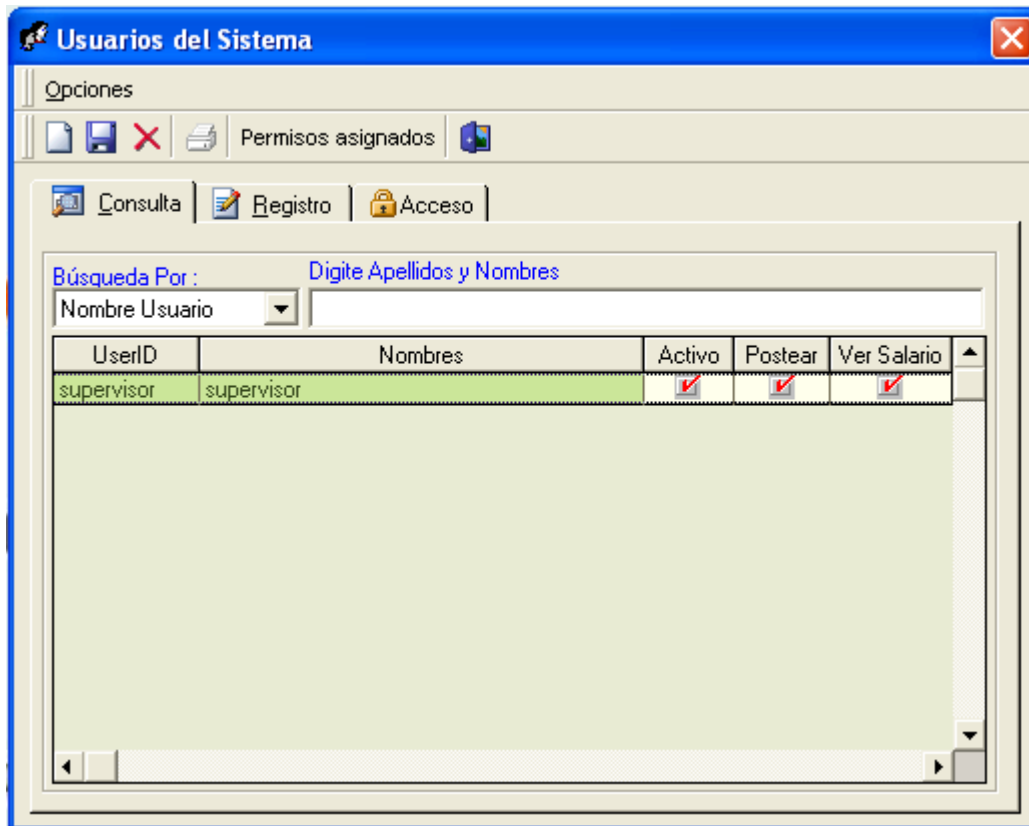 Usuarios del Sistema
Opciones
Permisos asignados
Consulta Registro Acceso
Búsqueda Por : Digite Apellidos y Nombres
Nombre Usuario
UserID Nombres Activo Postear Ver Salario
supervisor supervisor